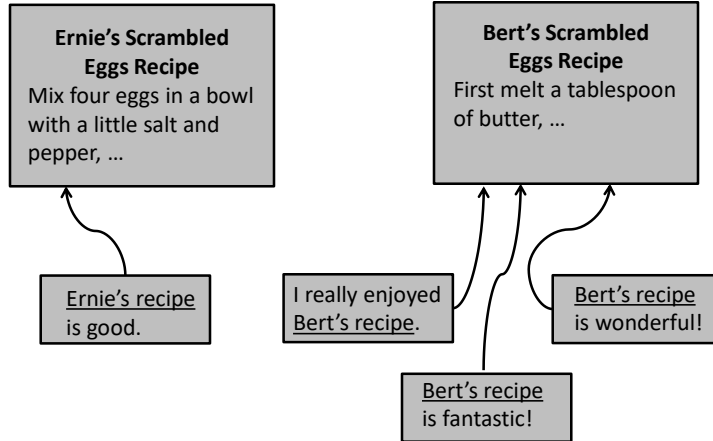 Ernie’s Scrambled
Eggs Recipe
Mix four eggs in a bowl
with a little salt and
pepper, …
Bert’s Scrambled
Eggs Recipe
First melt a tablespoon
of butter, …
Ernie’s recipe
is good.
I really enjoyed
Bert’s recipe.
Bert’s recipe
is wonderful!
Bert’s recipe
is fantastic!